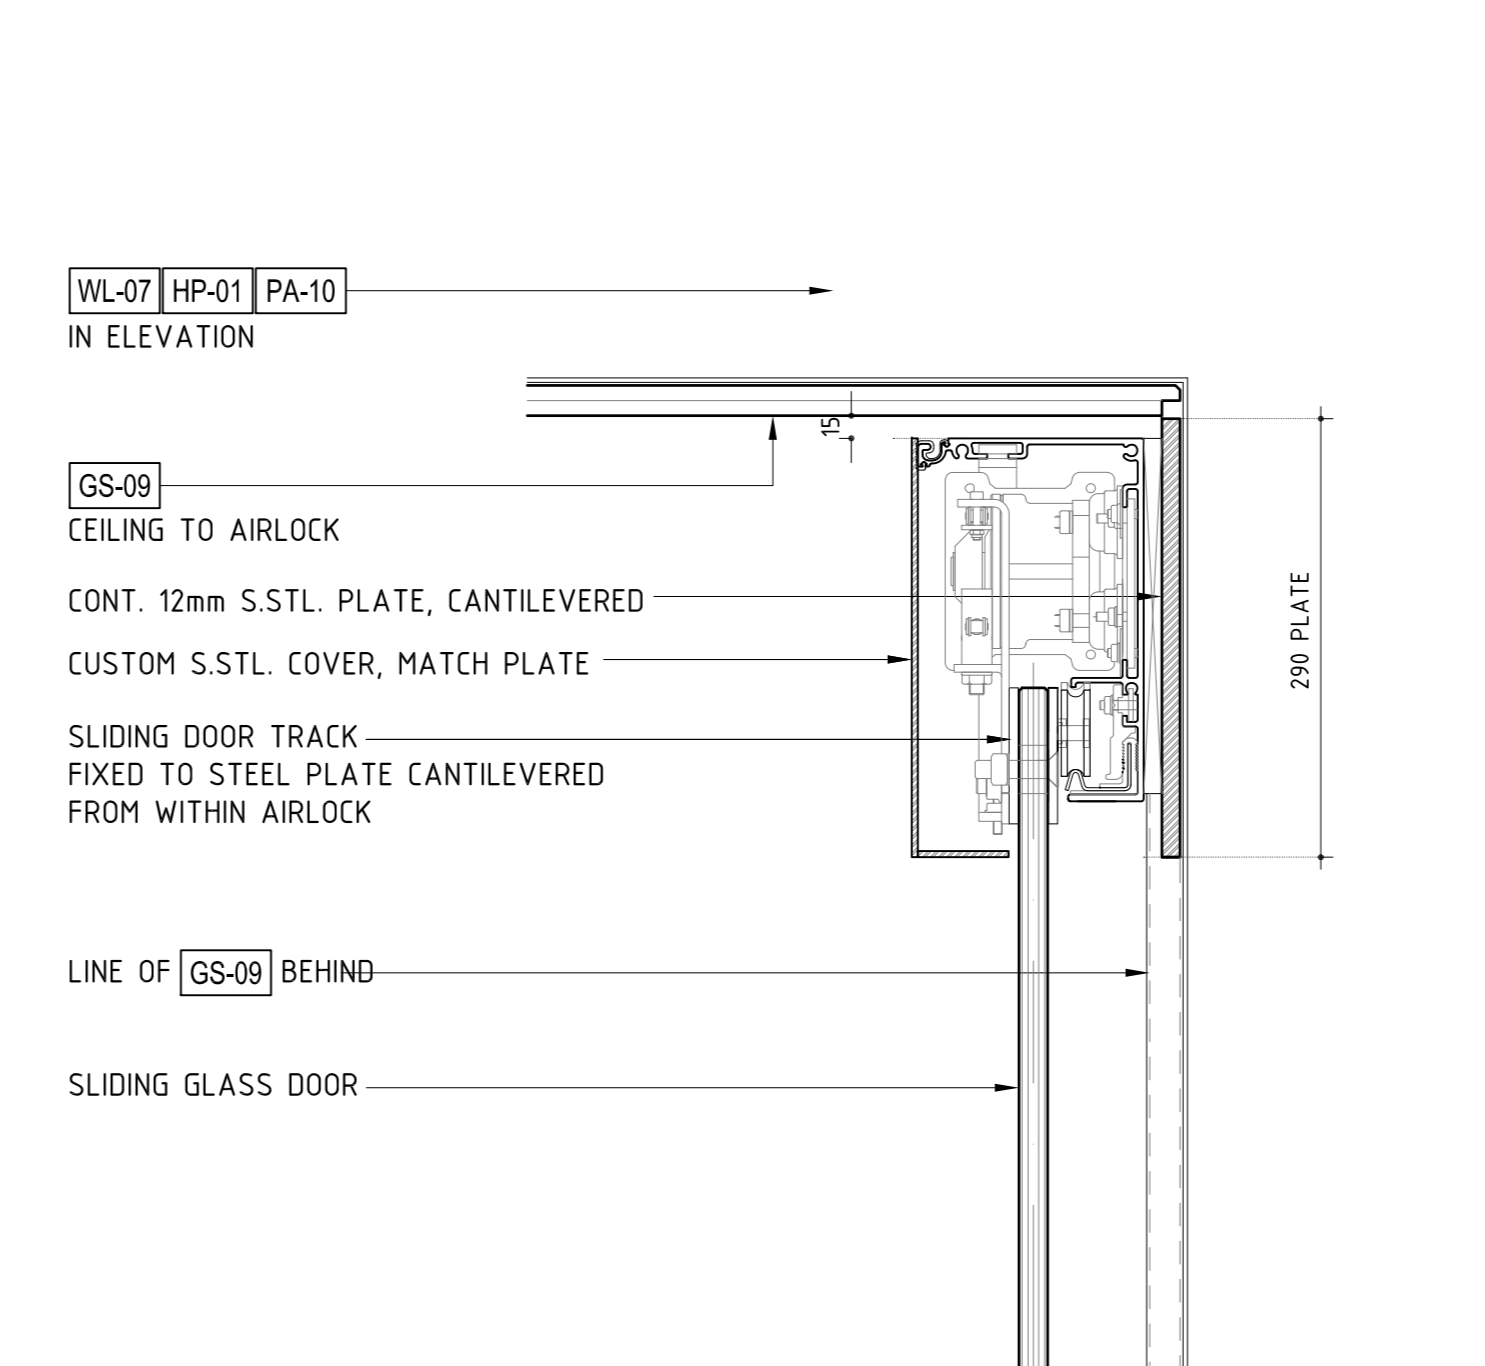 WL-07 HP-01 PA-10
IN ELEVATION
15
GS-09
CEILING TO AIRLOCK
CONT. 12mm S.STL. PLATE, CANTILEVERED
290 PLATE
CUSTOM S.STL. COVER, MATCH PLATE
SLIDING DOOR TRACK
FIXED TO STEEL PLATE CANTILEVERED
FROM WITHIN AIRLOCK
LINE OF GS-09 BEHIND
SLIDING GLASS DOOR